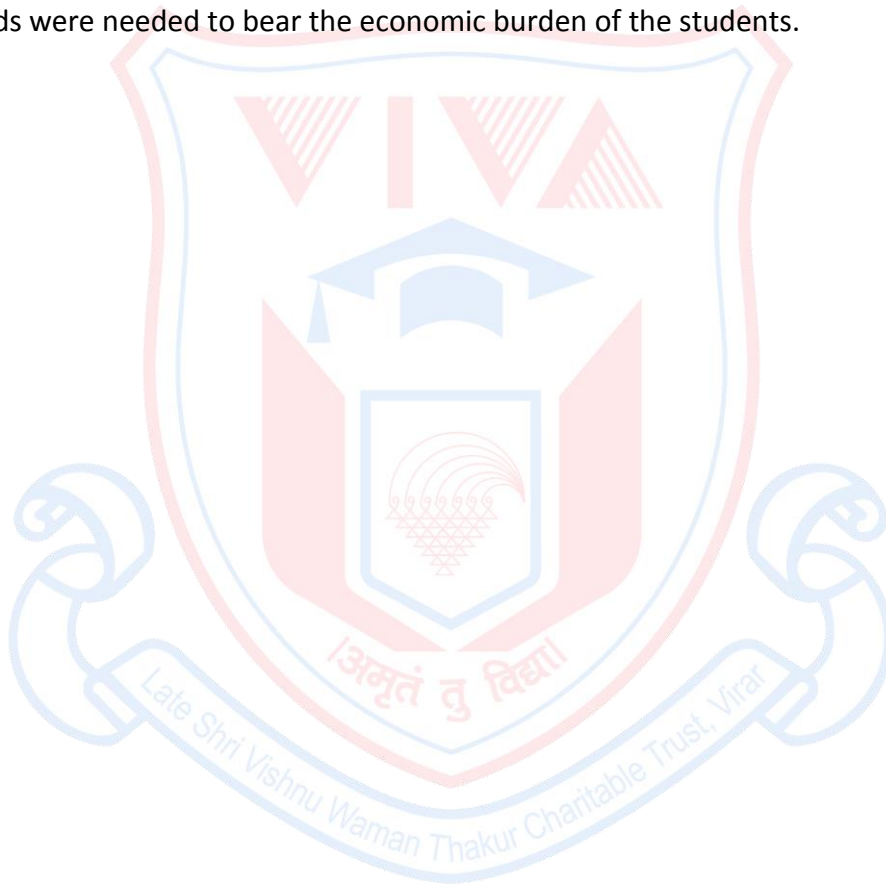 ds were needed to bear the economic burden of the students.
VIVA
।अमृतं तु विद्या।
Late Shri Vishnu Waman Thakur Charitable Trust, Virar